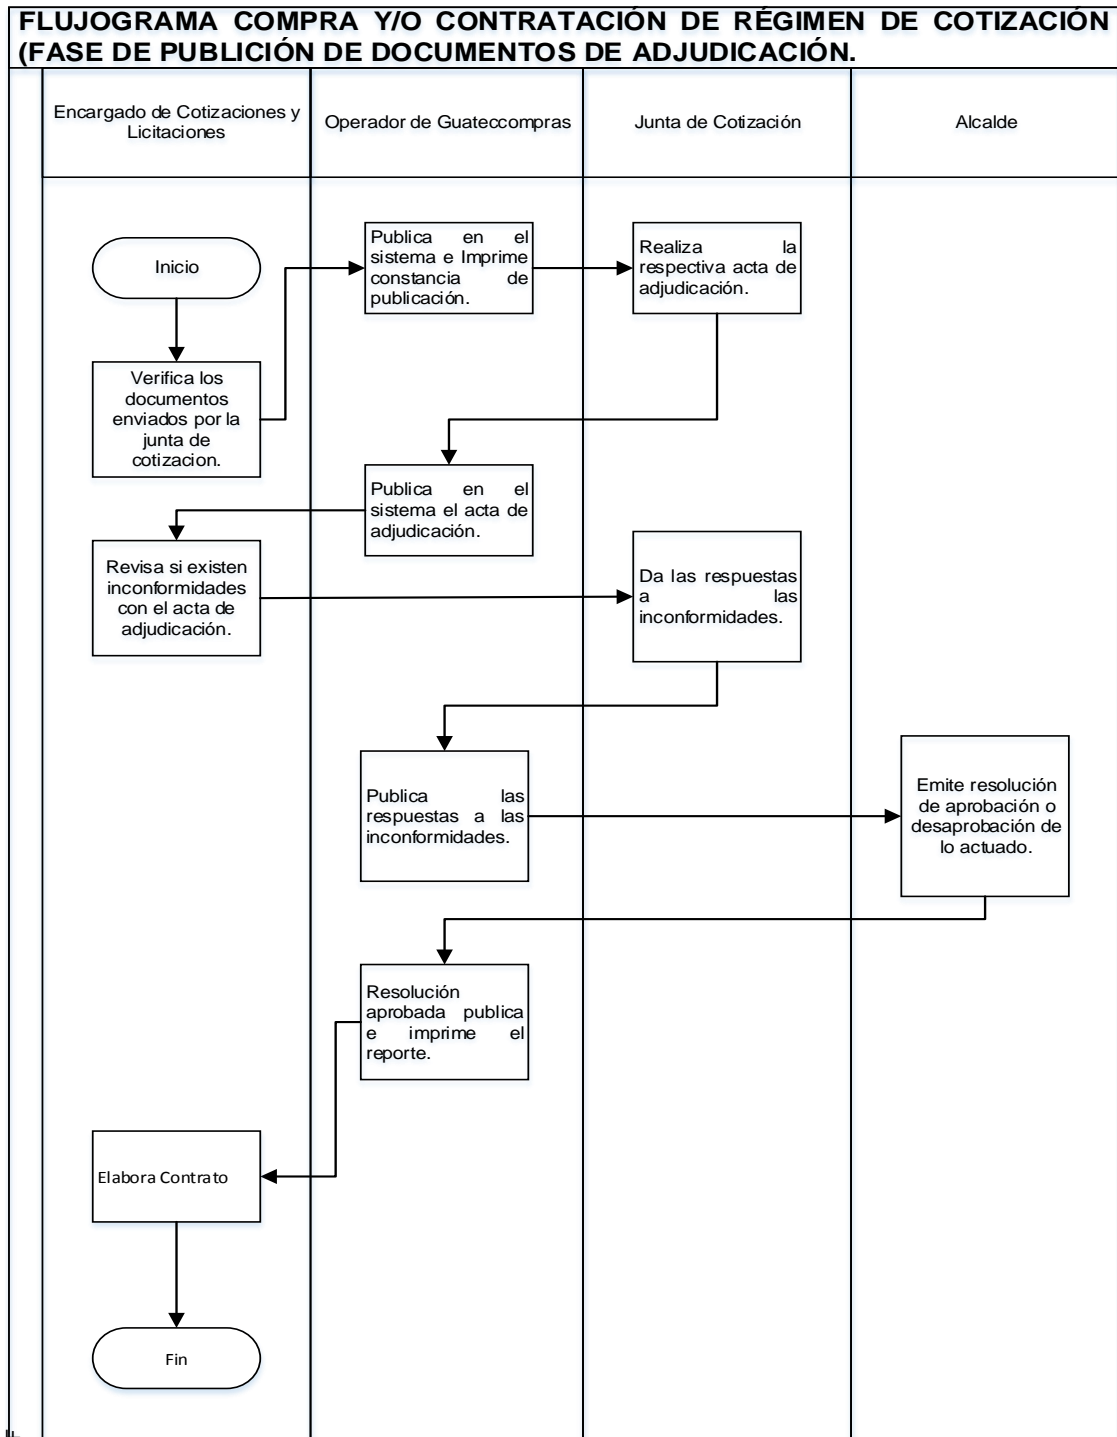 FLUJOGRAMA COMPRA Y/O CONTRATACIÓN DE RÉGIMEN DE COTIZACIÓN
(FASE DE PUBLICIÓN DE DOCUMENTOS DE ADJUDICACIÓN.
Encargado de Cotizaciones y
Licitaciones
Operador de Guateccompras
Junta de Cotización
Alcalde
Inicio
Publica en el
sistema e Imprime
constancia de
publicación.
Realiza la
respectiva acta de
adjudicación.
Verifica los
documentos
enviados por la
junta de
cotizacion.
Publica en el
sistema el acta de
adjudicación.
Revisa si existen
inconformidades
con el acta de
adjudicación.
Da las respuestas
a las
inconformidades.
Publica las
respuestas a las
inconformidades.
Emite resolución
de aprobación o
desaprobación de
lo actuado.
Resolución
aprobada publica
e imprime el
reporte.
Elabora Contrato
Fin